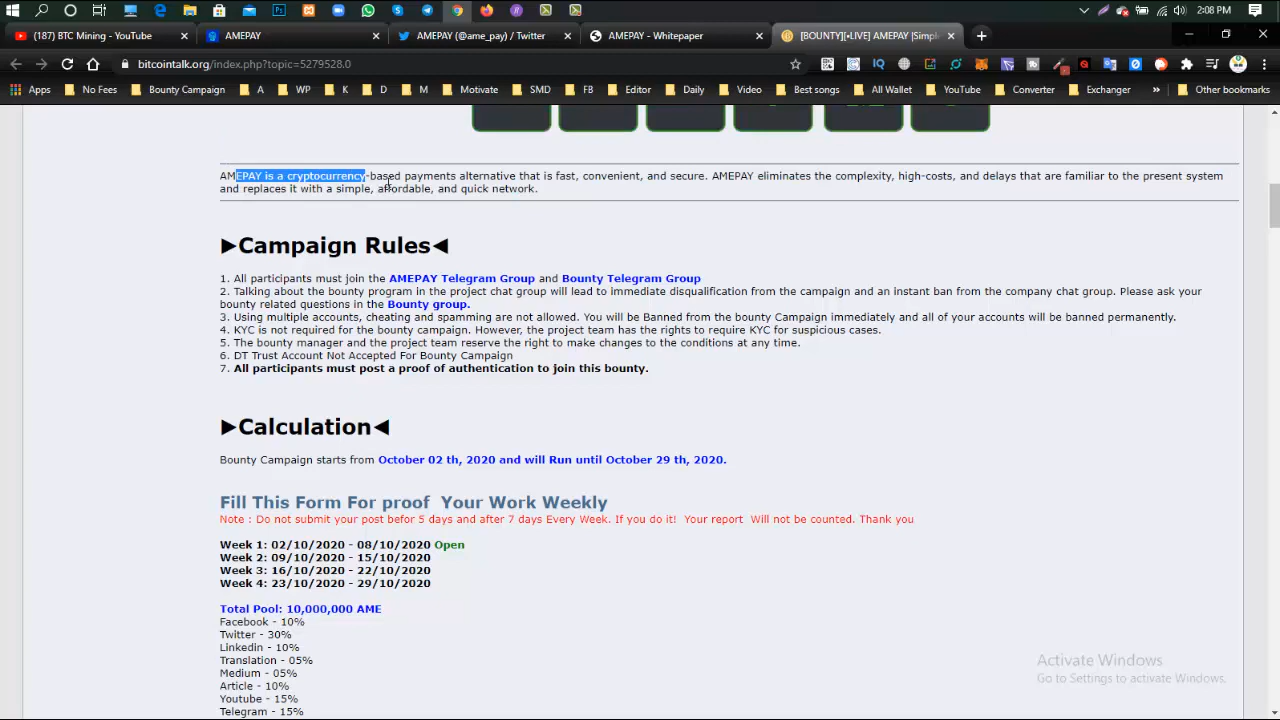 2:08 PM
(187) BTC Mining - YouTube
AMEPAY
AMEPAY (@ame_pay) / Twitter
AMEPAY - Whitepaper
[BOUNTY][•LIVE] AMEPAY |Simple
bitcointalk.org/index.php?topic=5279528.0
Apps No Fees Bounty Campaign A WP K D M Motivate SMD FB Editor Daily Video Best songs All Wallet YouTube Converter Exchanger » Other bookmarks
AMEPAY is a cryptocurrency-based payments alternative that is fast, convenient, and secure. AMEPAY eliminates the complexity, high-costs, and delays that are familiar to the present system
and replaces it with a simple, affordable, and quick network.
►Campaign Rules◄
1. All participants must join the AMEPAY Telegram Group and Bounty Telegram Group
2. Talking about the bounty program in the project chat group will lead to immediate disqualification from the campaign and an instant ban from the company chat group. Please ask your
bounty related questions in the Bounty group.
3. Using multiple accounts, cheating and spamming are not allowed. You will be Banned from the bounty Campaign immediately and all of your accounts will be banned permanently.
4. KYC is not required for the bounty campaign. However, the project team has the rights to require KYC for suspicious cases.
5. The bounty manager and the project team reserve the right to make changes to the conditions at any time.
6. DT Trust Account Not Accepted For Bounty Campaign
7. All participants must post a proof of authentication to join this bounty.
►Calculation◄
Bounty Campaign starts from October 02 th, 2020 and will Run until October 29 th, 2020.
Fill This Form For proof Your Work Weekly
Note : Do not submit your post befor 5 days and after 7 days Every Week. If you do it! Your report Will not be counted. Thank you
Week 1: 02/10/2020 - 08/10/2020 Open
Week 2: 09/10/2020 - 15/10/2020
Week 3: 16/10/2020 - 22/10/2020
Week 4: 23/10/2020 - 29/10/2020
Total Pool: 10,000,000 AME
Facebook - 10%
Twitter - 30%
Linkedin - 10%
Translation - 05%
Medium - 05%
Article - 10%
Youtube - 15%
Telegram - 15%
Activate Windows
Go to Settings to activate Windows.